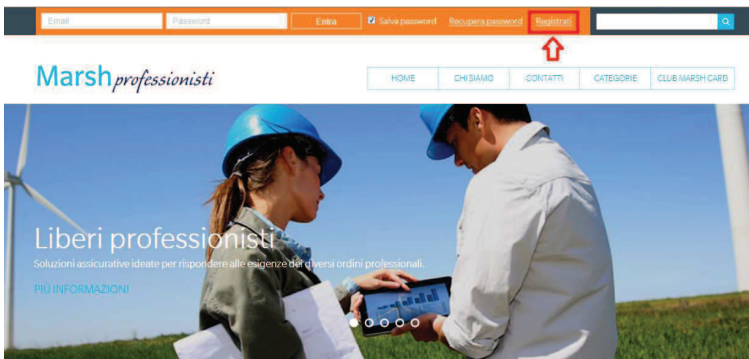 Email Password Entra Salva password Recupera password Registrati
Marsh professionisti
HOME CHI SIAMO CONTATTI CATEGORIE CLUB MARSH CARD
Liberi professionisti
Soluzioni assicurative ideate per rispondere alle esigenze dei diversi ordini professionali.
PIÙ INFORMAZIONI